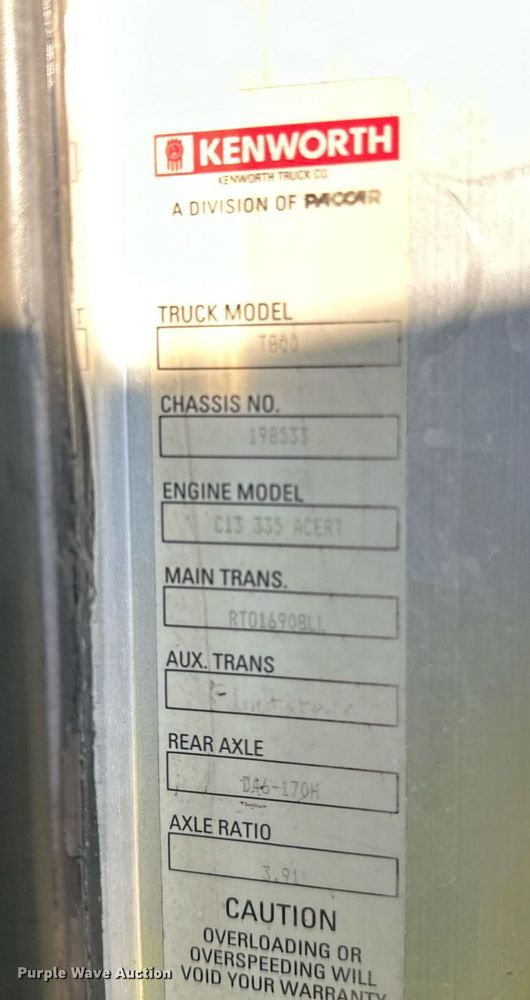 KENWORTH
KENWORTH TRUCK CO.
A DIVISION OF PACCAR
TRUCK MODEL
T800
CHASSIS NO.
198533
ENGINE MODEL
C13 335 ACERT
MAIN TRANS.
RTO16908LL
AUX. TRANS
REAR AXLE
DA6-170H
AXLE RATIO
3.91
CAUTION
OVERLOADING OR
OVERSPEEDING WILL
VOID YOUR WARRANTY
Purple Wave Auction